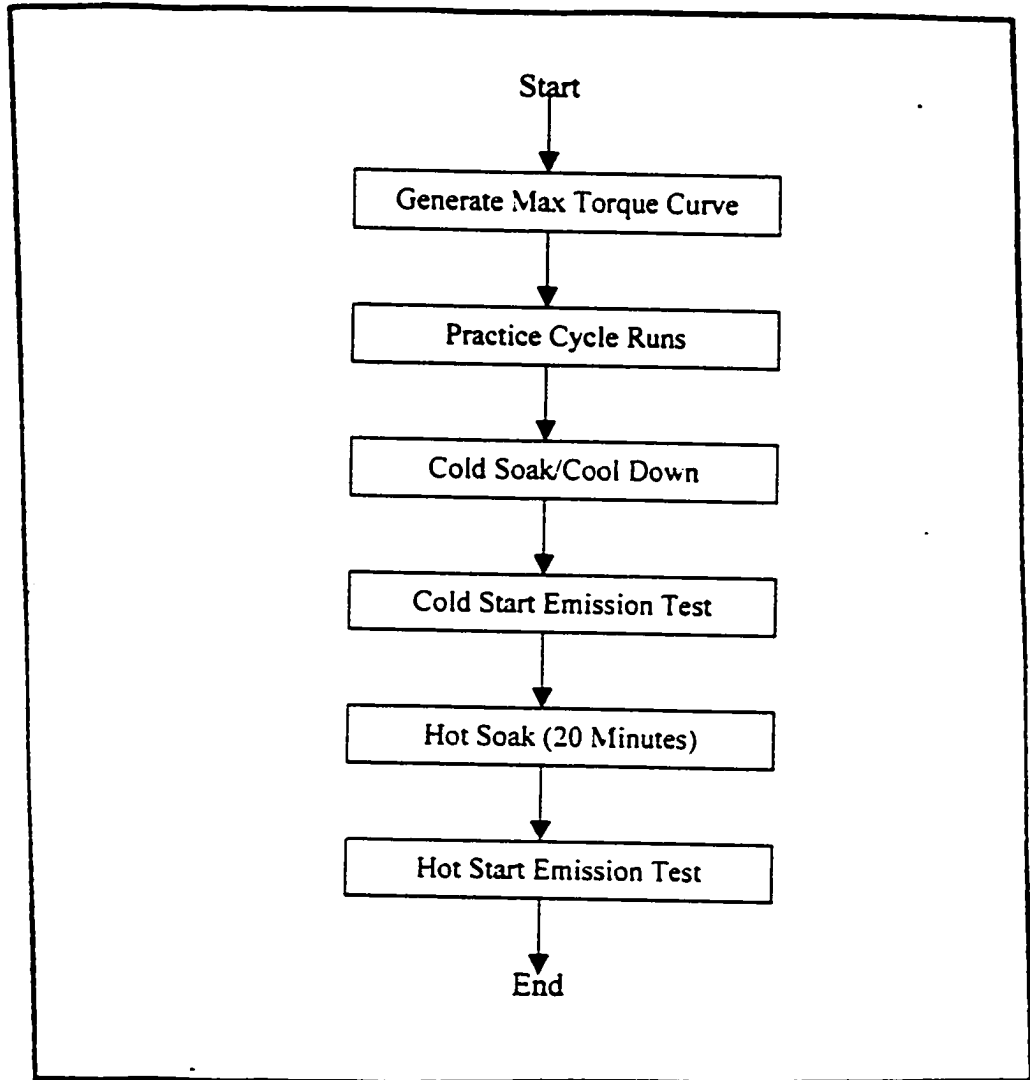 Start
Generate Max Torque Curve
Practice Cycle Runs
Cold Soak/Cool Down
Cold Start Emission Test
Hot Soak (20 Minutes)
Hot Start Emission Test
End